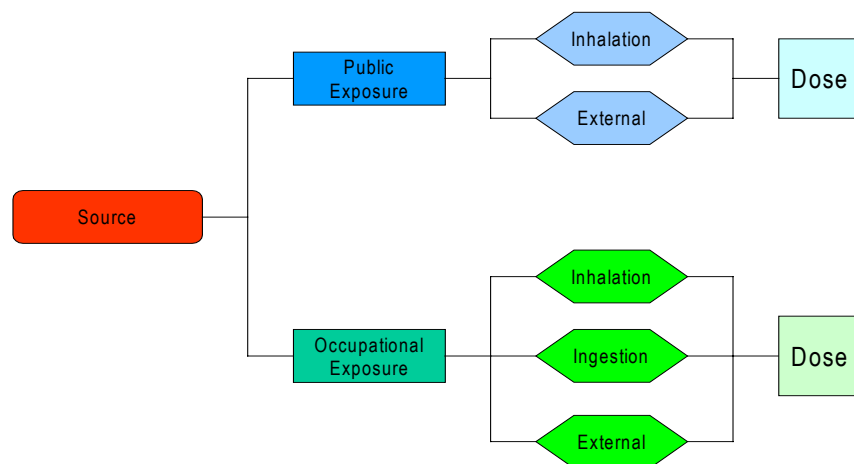 Inhalation
Public
Exposure
Dose
External
Source
Inhalation
Occupational
Exposure
Ingestion
Dose
External